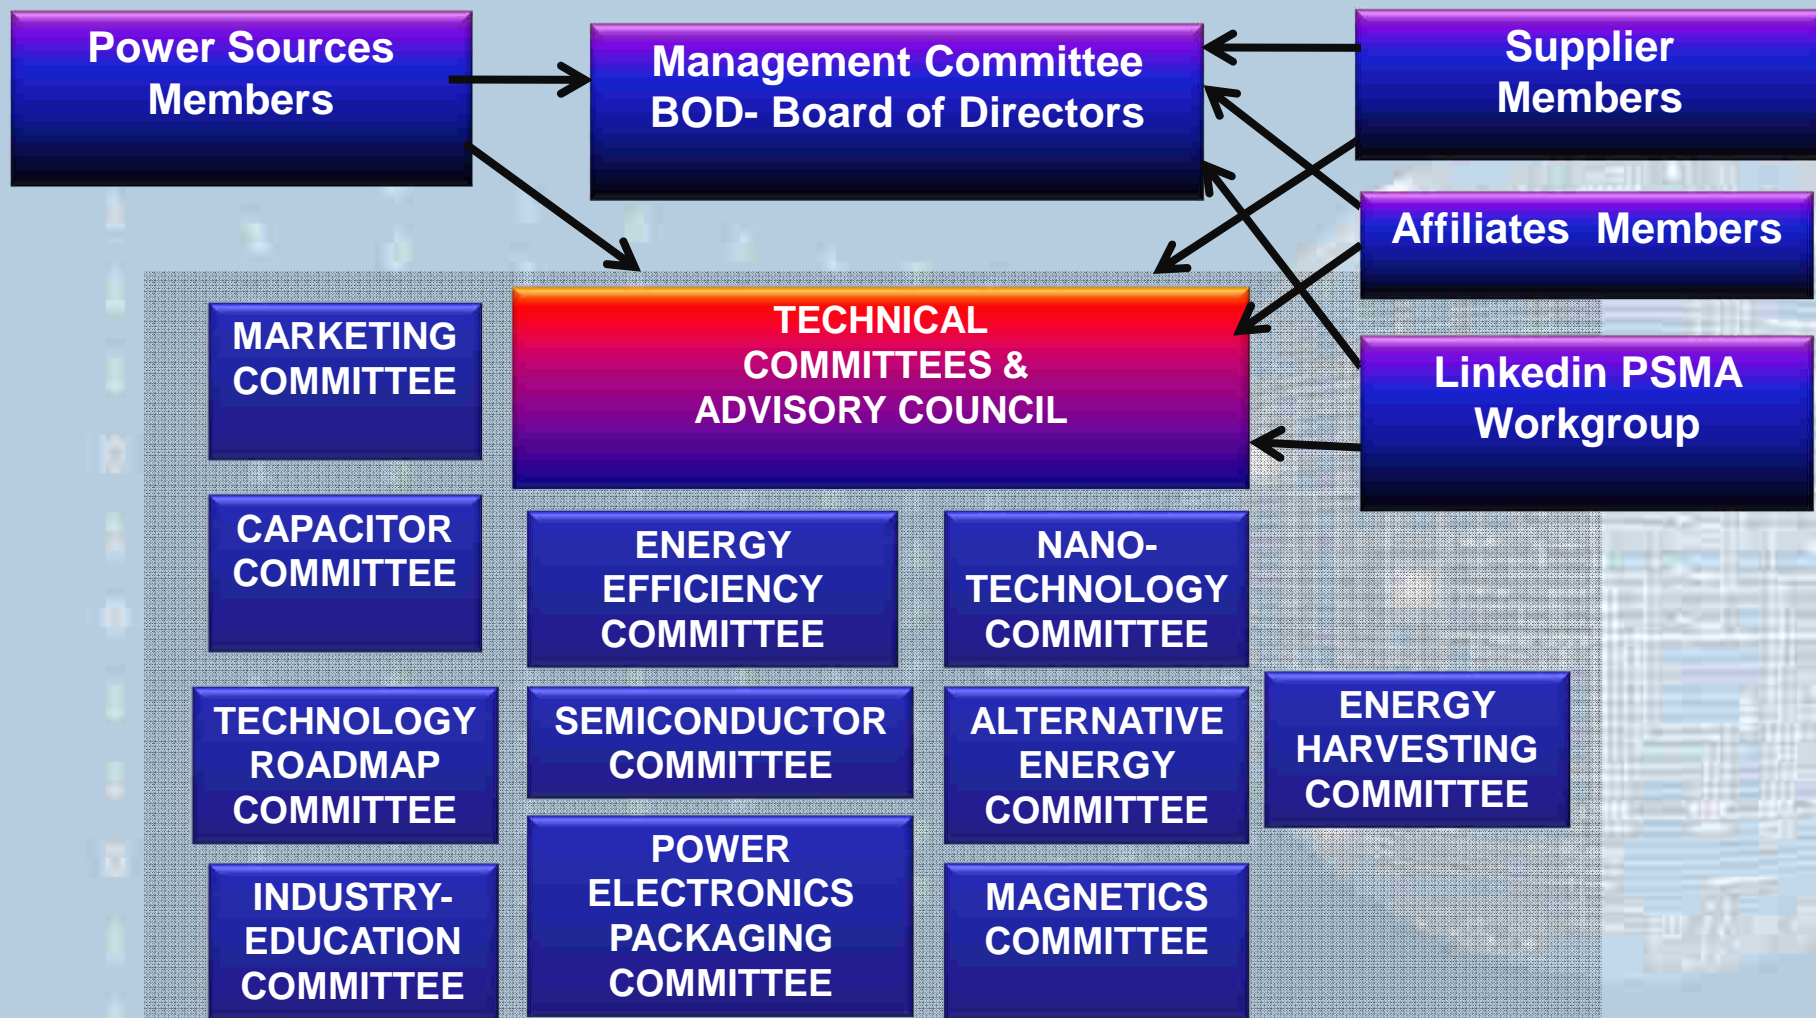 Power Sources
Members
Management Committee
BOD- Board of Directors
Supplier
Members
Affiliates Members
Linkedin PSMA
Workgroup
TECHNICAL
COMMITTEES &
ADVISORY COUNCIL
MARKETING
COMMITTEE
CAPACITOR
COMMITTEE
ENERGY
EFFICIENCY
COMMITTEE
NANO-
TECHNOLOGY
COMMITTEE
TECHNOLOGY
ROADMAP
COMMITTEE
SEMICONDUCTOR
COMMITTEE
ALTERNATIVE
ENERGY
COMMITTEE
ENERGY
HARVESTING
COMMITTEE
INDUSTRY-
EDUCATION
COMMITTEE
POWER
ELECTRONICS
PACKAGING
COMMITTEE
MAGNETICS
COMMITTEE